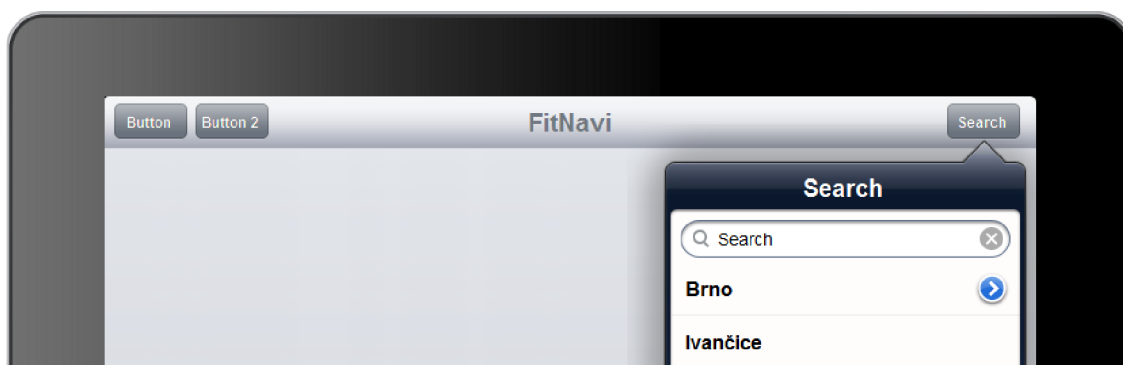 Button Button 2 FitNavi Search
Search
Search
Brno
Ivančice